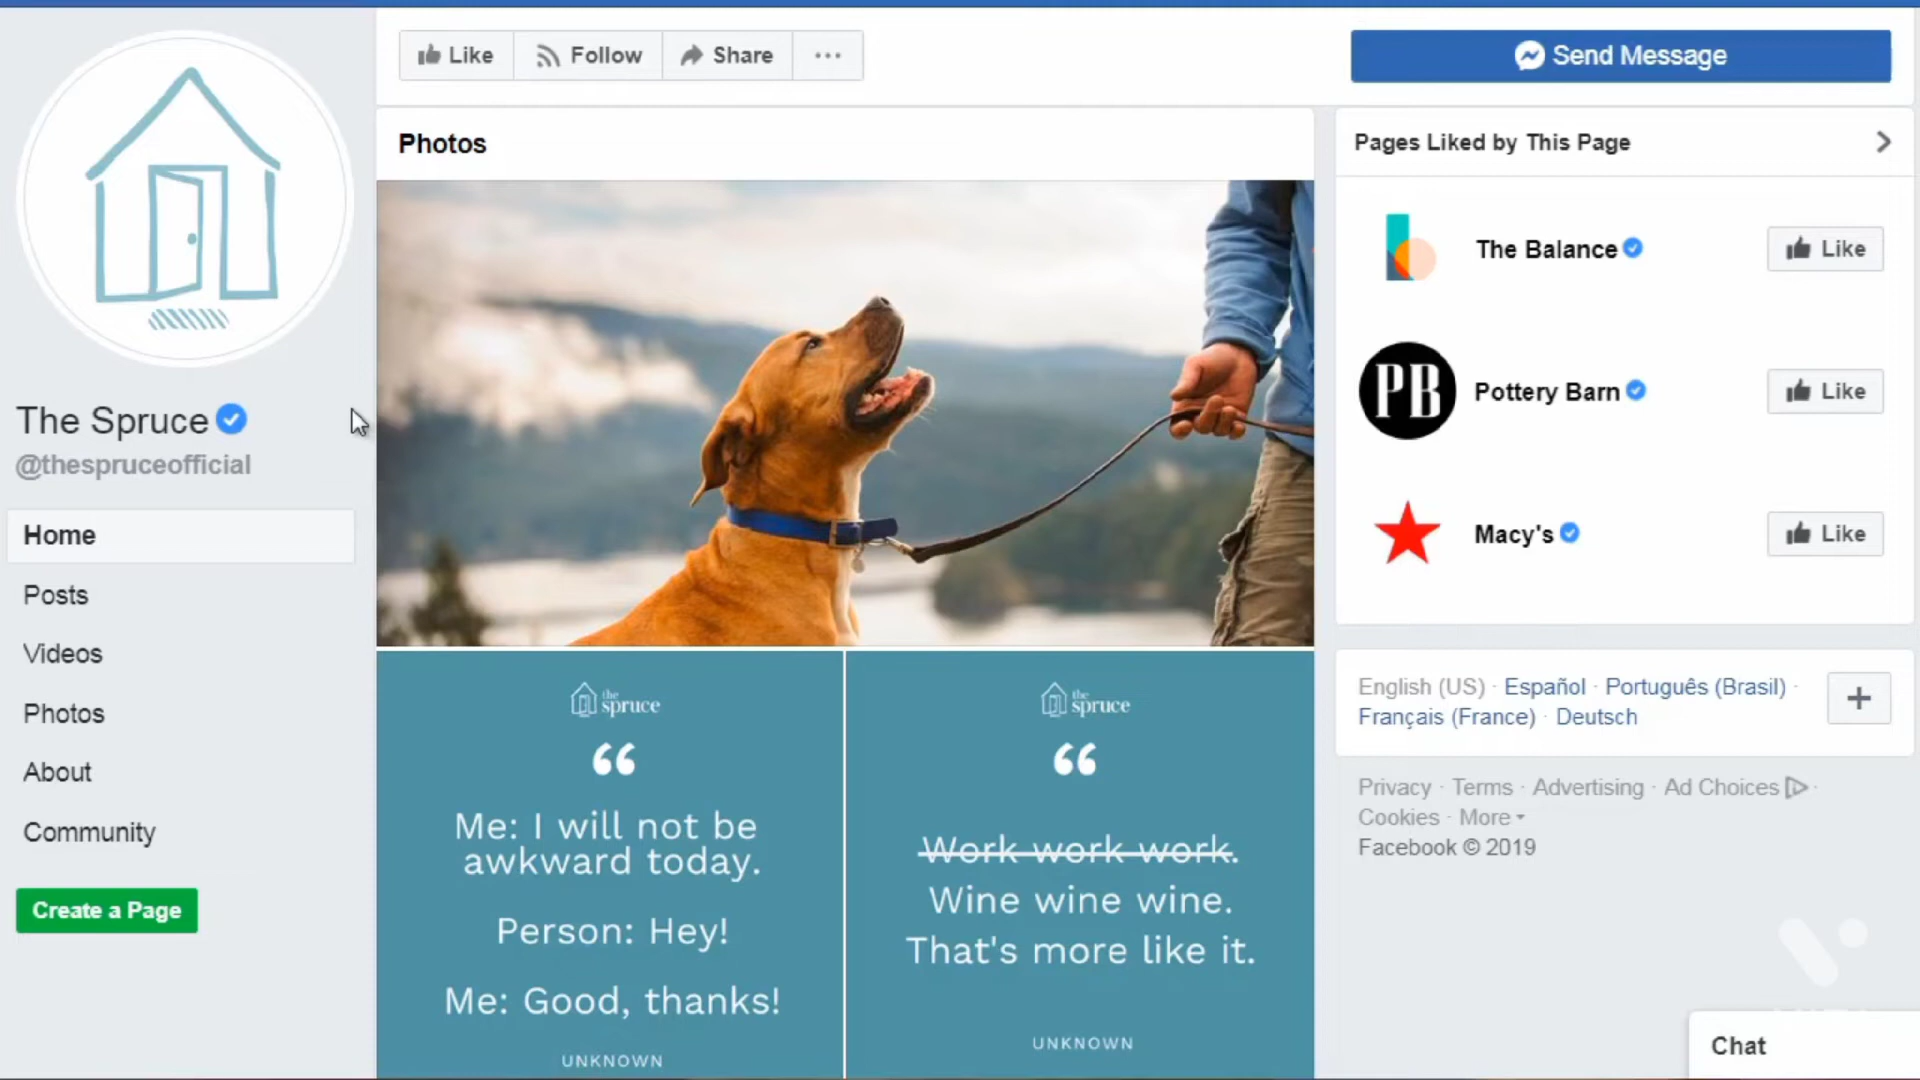 Like
Follow
Share
Send Message
The Spruce
@thespruceofficial
Home
Posts
Videos
Photos
About
Community
Create a Page
Photos
the
spruce
“
Me: I will not be
awkward today.
Person: Hey!
Me: Good, thanks!
UNKNOWN
the
spruce
“
Work work work.
Wine wine wine.
That's more like it.
UNKNOWN
Pages Liked by This Page
The Balance
Like
PB
Pottery Barn
Like
Macy's
Like
English (US) · Español · Português (Brasil) ·
Français (France) · Deutsch
Privacy · Terms · Advertising · Ad Choices ·
Cookies · More
Facebook © 2019
Chat